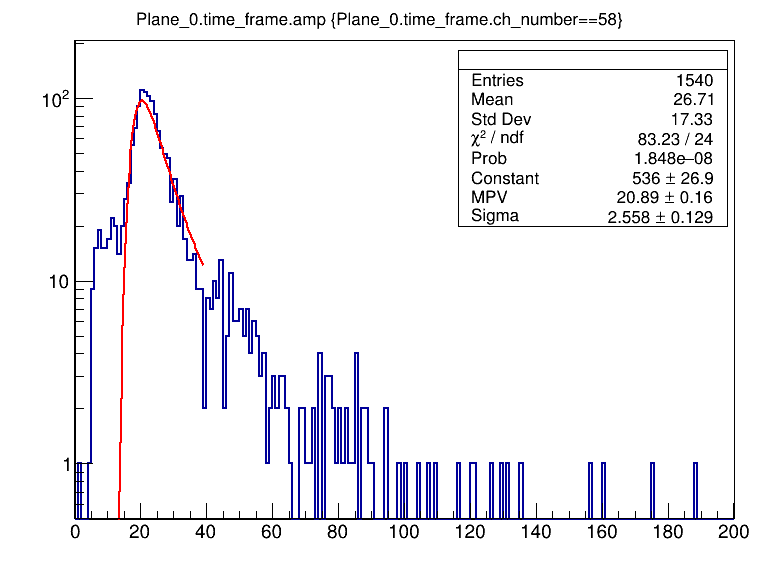 Plane_0.time_frame.amp {Plane_0.time_frame.ch_number==58}
Entries 1540
Mean 26.71
Std Dev 17.33
χ² / ndf 83.23 / 24
Prob 1.848e–08
Constant 536 ± 26.9
MPV 20.89 ± 0.16
Sigma 2.558 ± 0.129
10²
10
1
0 20 40 60 80 100 120 140 160 180 200